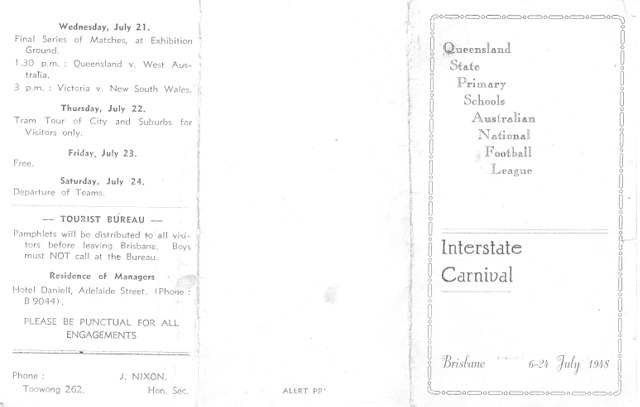 Wednesday, July 21.
Final Series of Matches, at Exhibition
Ground.
1.30 p.m. : Queensland v. West Aus-
tralia.
3 p.m. : Victoria v. New South Wales.
Thursday, July 22.
Tram Tour of City and Suburbs for
Visitors only.
Friday, July 23.
Free.
Saturday, July 24.
Departure of Teams.
— TOURIST BUREAU —
Pamphlets will be distributed to all visi-
tors before leaving Brisbane. Boys
must NOT call at the Bureau.
Residence of Managers
Hotel Daniell, Adelaide Street. (Phone :
B 9044).
PLEASE BE PUNCTUAL FOR ALL
ENGAGEMENTS
Phone :
Toowong 262.
J. NIXON,
Hon. Sec.
ALERT
Queensland
State
Primary
Schools
Australian
National
Football
League
Interstate
Carnival
Brisbane 6-24 July 1948